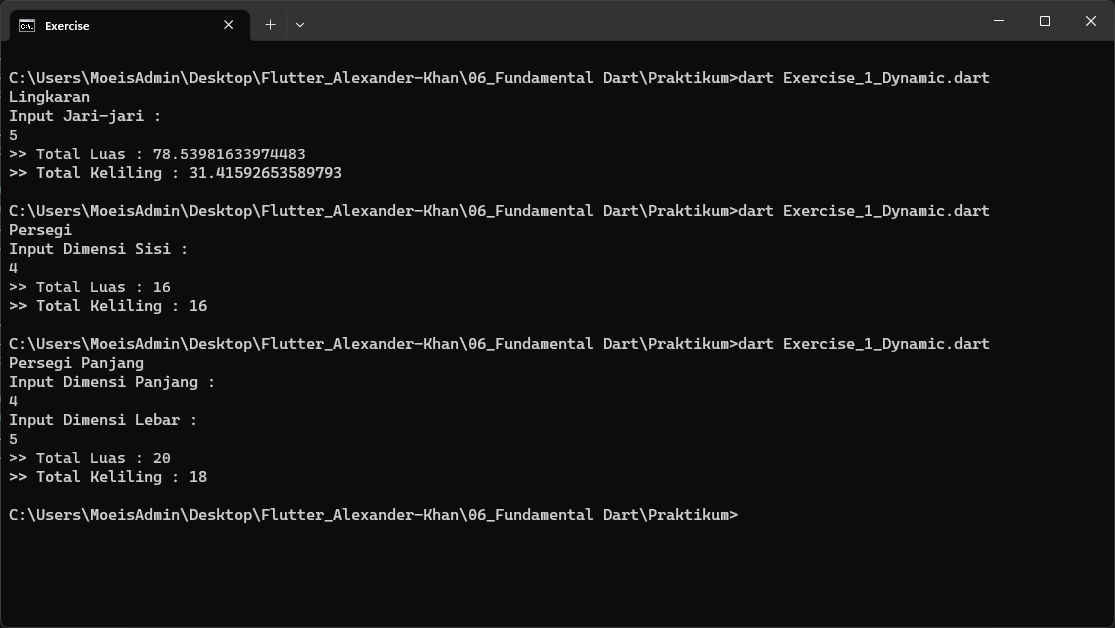 Exercise
C:\Users\MoeisAdmin\Desktop\Flutter_Alexander-Khan\06_Fundamental Dart\Praktikum>dart Exercise_1_Dynamic.dart
Lingkaran
Input Jari-jari :
5
>> Total Luas : 78.53981633974483
>> Total Keliling : 31.41592653589793
C:\Users\MoeisAdmin\Desktop\Flutter_Alexander-Khan\06_Fundamental Dart\Praktikum>dart Exercise_1_Dynamic.dart
Persegi
Input Dimensi Sisi :
4
>> Total Luas : 16
>> Total Keliling : 16
C:\Users\MoeisAdmin\Desktop\Flutter_Alexander-Khan\06_Fundamental Dart\Praktikum>dart Exercise_1_Dynamic.dart
Persegi Panjang
Input Dimensi Panjang :
4
Input Dimensi Lebar :
5
>> Total Luas : 20
>> Total Keliling : 18
C:\Users\MoeisAdmin\Desktop\Flutter_Alexander-Khan\06_Fundamental Dart\Praktikum>